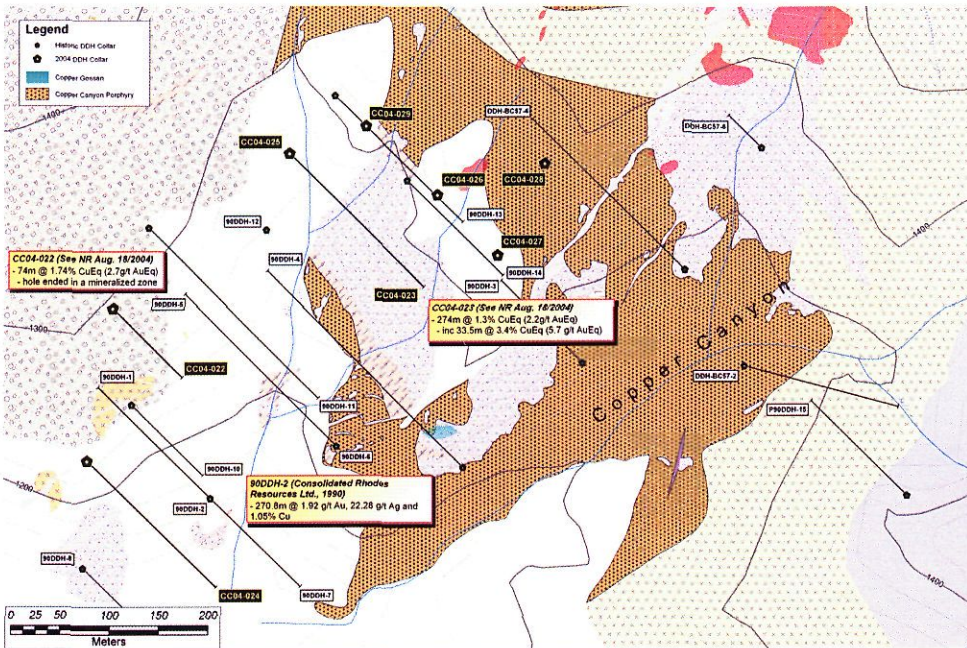 Legend
Historic DDH Collar
2004 DDH Collar
Copper Gossan
Copper Canyon Porphyry
1400
CC04-029
DDH-BC57-4
DDH-BC57-6
CC04-025
CC04-026
CC04-028
90DDH-12
90DDH-13
1400
CC04-027
90DDH-4
90DDH-14
90DDH-3
CC04-022 (See NR Aug. 18/2004)
- 74m @ 1.74% CuEq (2.7g/t AuEq)
- hole ended in a mineralized zone
90DDH-5
CC04-023
CC04-023 (See NR Aug. 18/2004)
- 274m @ 1.3% CuEq (2.2g/t AuEq)
- inc 33.5m @ 3.4% CuEq (5.7 g/t AuEq)
1300
Copper Canyon
90DDH-1
CC04-022
DDH-BC57-2
90DDH-11
P90DDH-15
90DDH-6
90DDH-10
1200
90DDH-2
90DDH-2 (Consolidated Rhodes
Resources Ltd., 1990)
- 270.8m @ 1.92 g/t Au, 22.28 g/t Ag and
1.05% Cu
90DDH-8
CC04-024
90DDH-7
1400
0 25 50 100 150 200
Meters